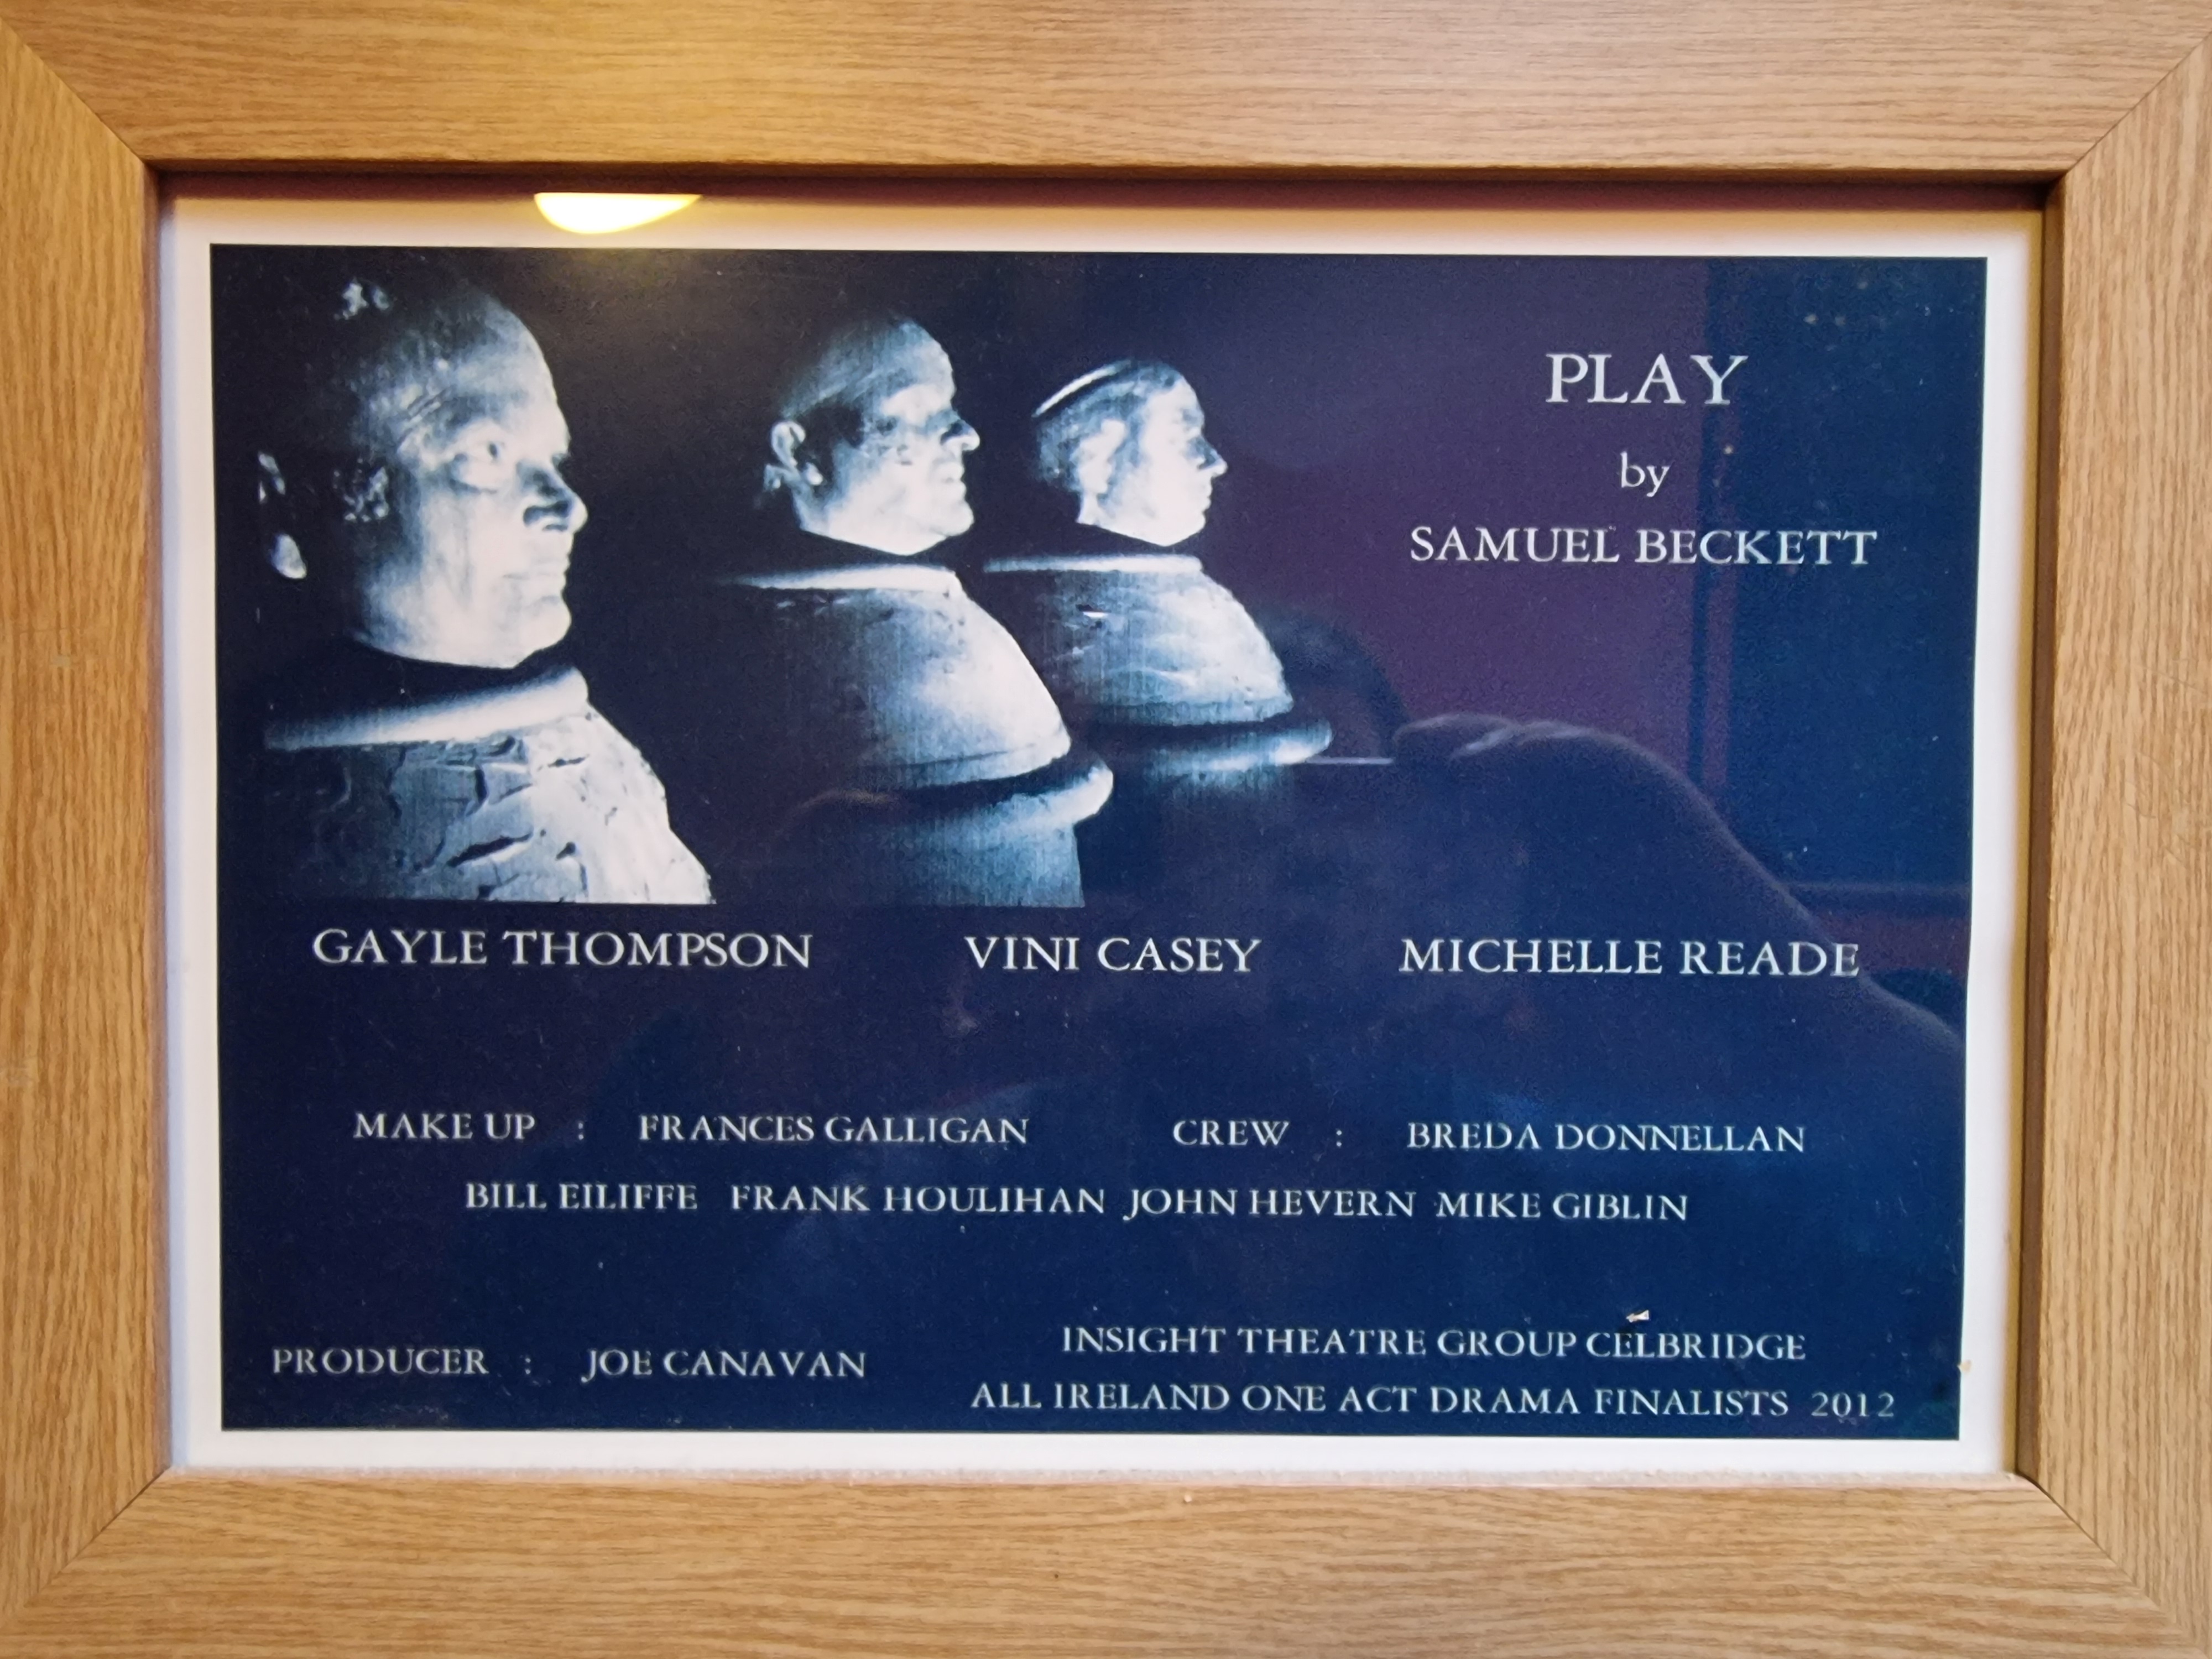 PLAY
by
SAMUEL BECKETT
GAYLE THOMPSON VINI CASEY MICHELLE READE
MAKE UP : FRANCES GALLIGAN CREW : BREDA DONNELLAN
BILL EILIFFE FRANK HOULIHAN JOHN HEVERN MIKE GIBLIN
INSIGHT THEATRE GROUP CELBRIDGE
PRODUCER : JOE CANAVAN
ALL IRELAND ONE ACT DRAMA FINALISTS 2012